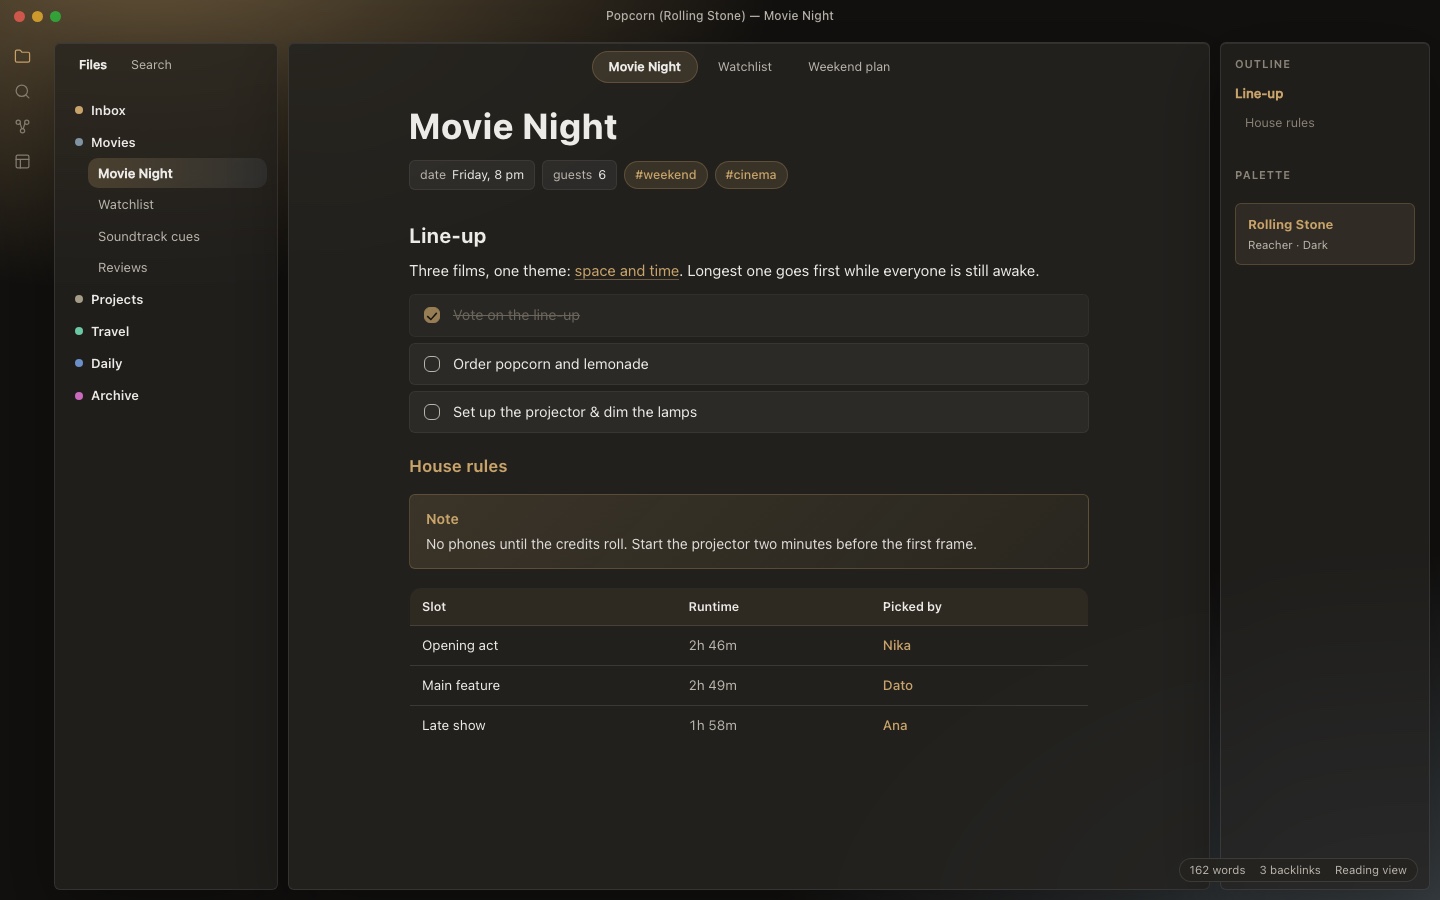 Popcorn (Rolling Stone) — Movie Night
Files Search
Inbox
Movies
Movie Night
Watchlist
Soundtrack cues
Reviews
Projects
Travel
Daily
Archive
Movie Night Watchlist Weekend plan
Movie Night
date Friday, 8 pm guests 6 #weekend #cinema
Line-up
Three films, one theme: space and time. Longest one goes first while everyone is still awake.
Vote on the line-up
Order popcorn and lemonade
Set up the projector & dim the lamps
House rules
Note
No phones until the credits roll. Start the projector two minutes before the first frame.
Slot Runtime Picked by
Opening act 2h 46m Nika
Main feature 2h 49m Dato
Late show 1h 58m Ana
OUTLINE
Line-up
House rules
PALETTE
Rolling Stone
Reacher · Dark
162 words 3 backlinks Reading view